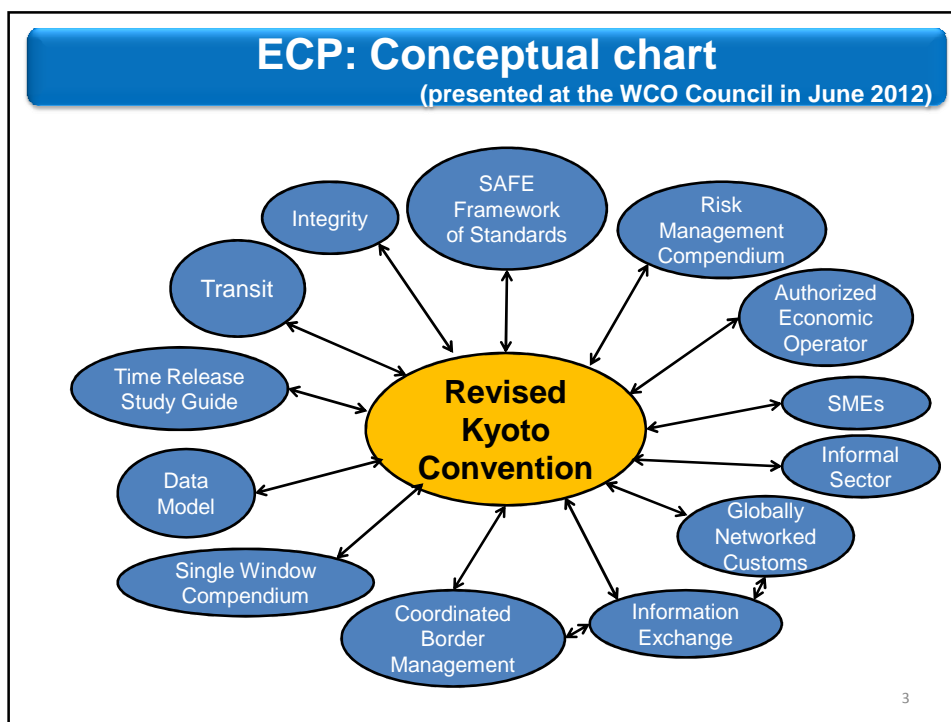 ECP: Conceptual chart
(presented at the WCO Council in June 2012)
SAFE
Framework
of Standards
Integrity
Risk
Management
Compendium
Transit
Authorized
Economic
Operator
Time Release
Study Guide
Revised
Kyoto
Convention
SMEs
Informal
Sector
Data
Model
Globally
Networked
Customs
Single Window
Compendium
Coordinated
Border
Management
Information
Exchange
3